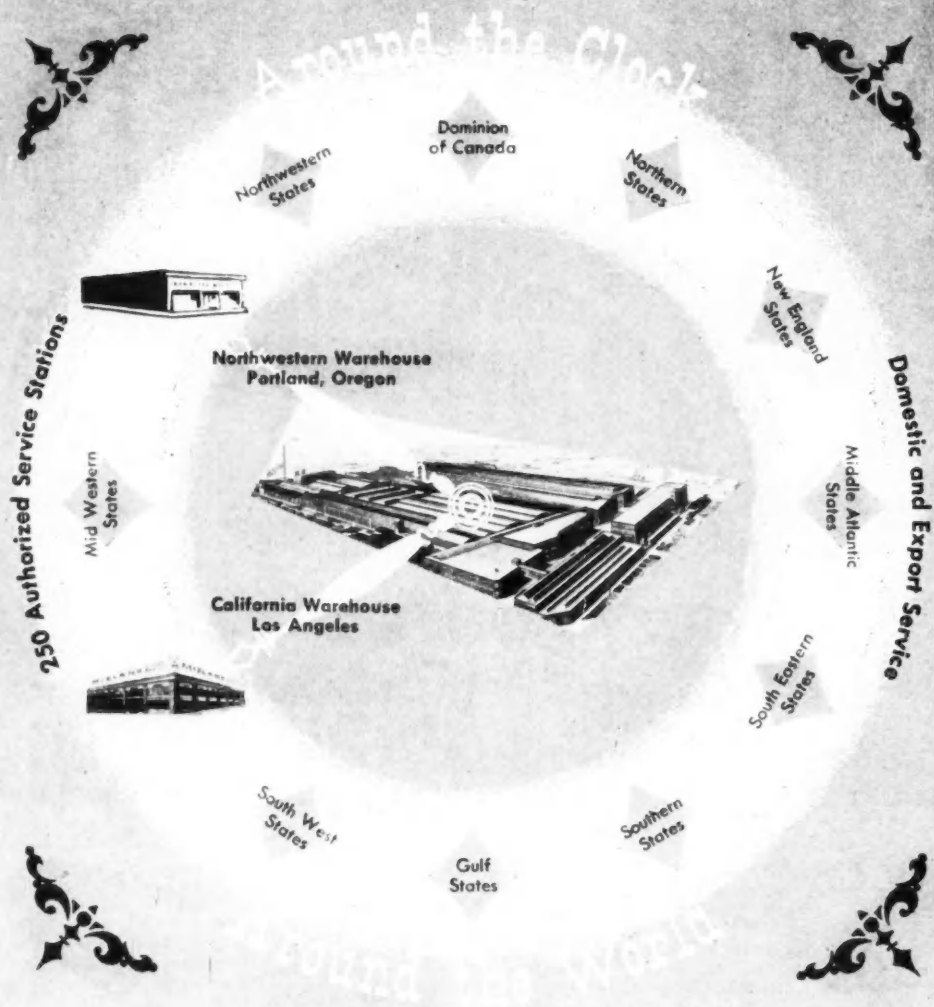 Around the Clock
Dominion
of Canada
Northern
States
New England
States
Middle Atlantic
States
South Eastern
States
Southern
States
Gulf
States
South West
States
Mid Western
States
Northwestern
States
Northwestern Warehouse
Portland, Oregon
California Warehouse
Los Angeles
250 Authorized Service Stations
Domestic and Export Service
Around the World